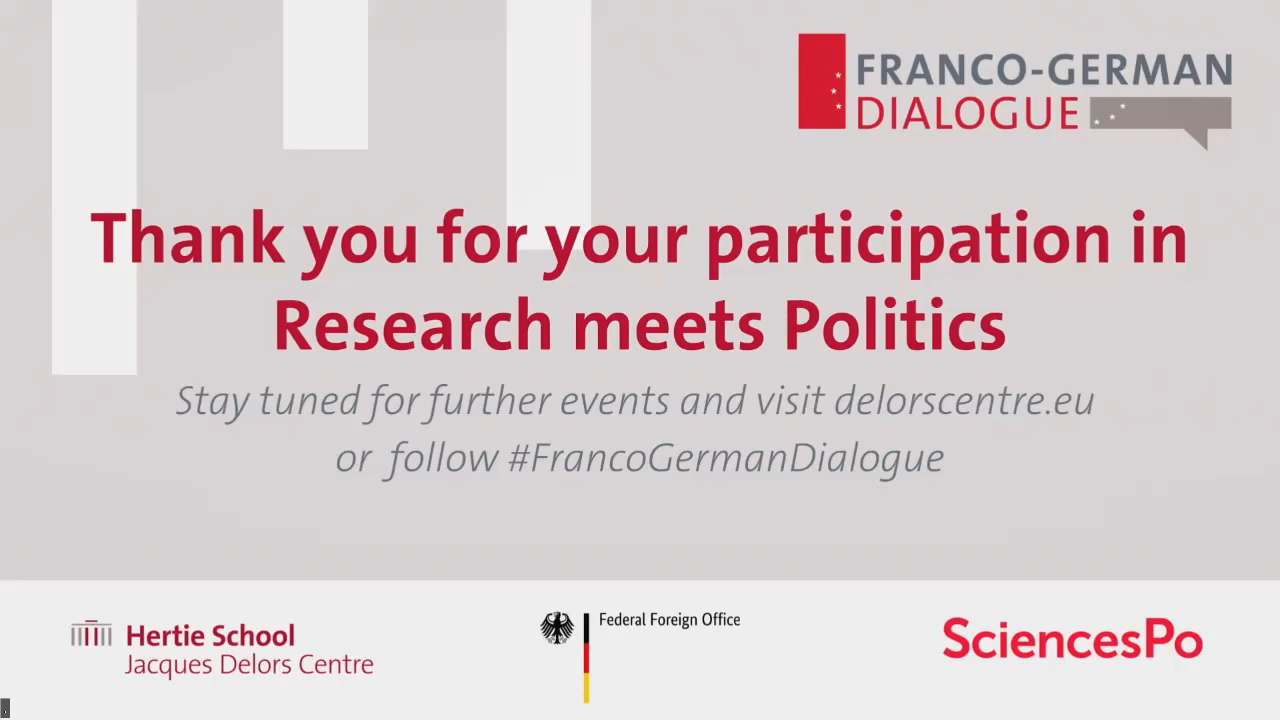 FRANCO-GERMAN
DIALOGUE
Thank you for your participation in
Research meets Politics
Stay tuned for further events and visit delorscentre.eu
or follow #FrancoGermanDialogue
Hertie School
Jacques Delors Centre
Federal Foreign Office
SciencesPo